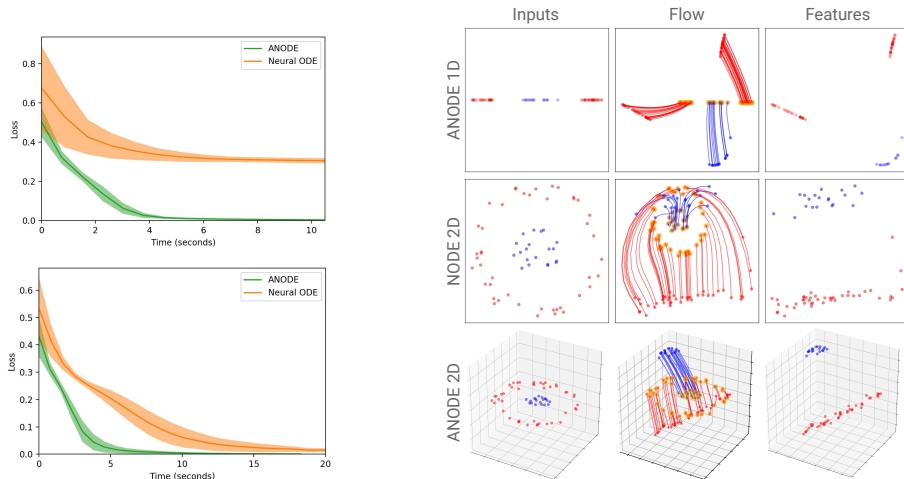 ANODE
Neural ODE
Loss
0.8
0.6
0.4
0.2
0.0
0 2 4 6 8 10
Time (seconds)
ANODE
Neural ODE
Loss
0.6
0.5
0.4
0.3
0.2
0.1
0.0
0 5 10 15 20
Time (seconds)
Inputs Flow Features
ANODE 1D
NODE 2D
ANODE 2D